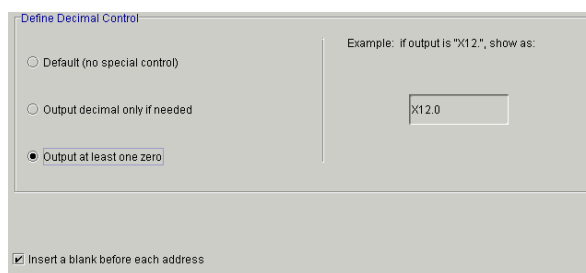 Define Decimal Control
Example: if output is "X12.", show as:
Default (no special control)
Output decimal only if needed
X12.0
Output at least one zero
Insert a blank before each address